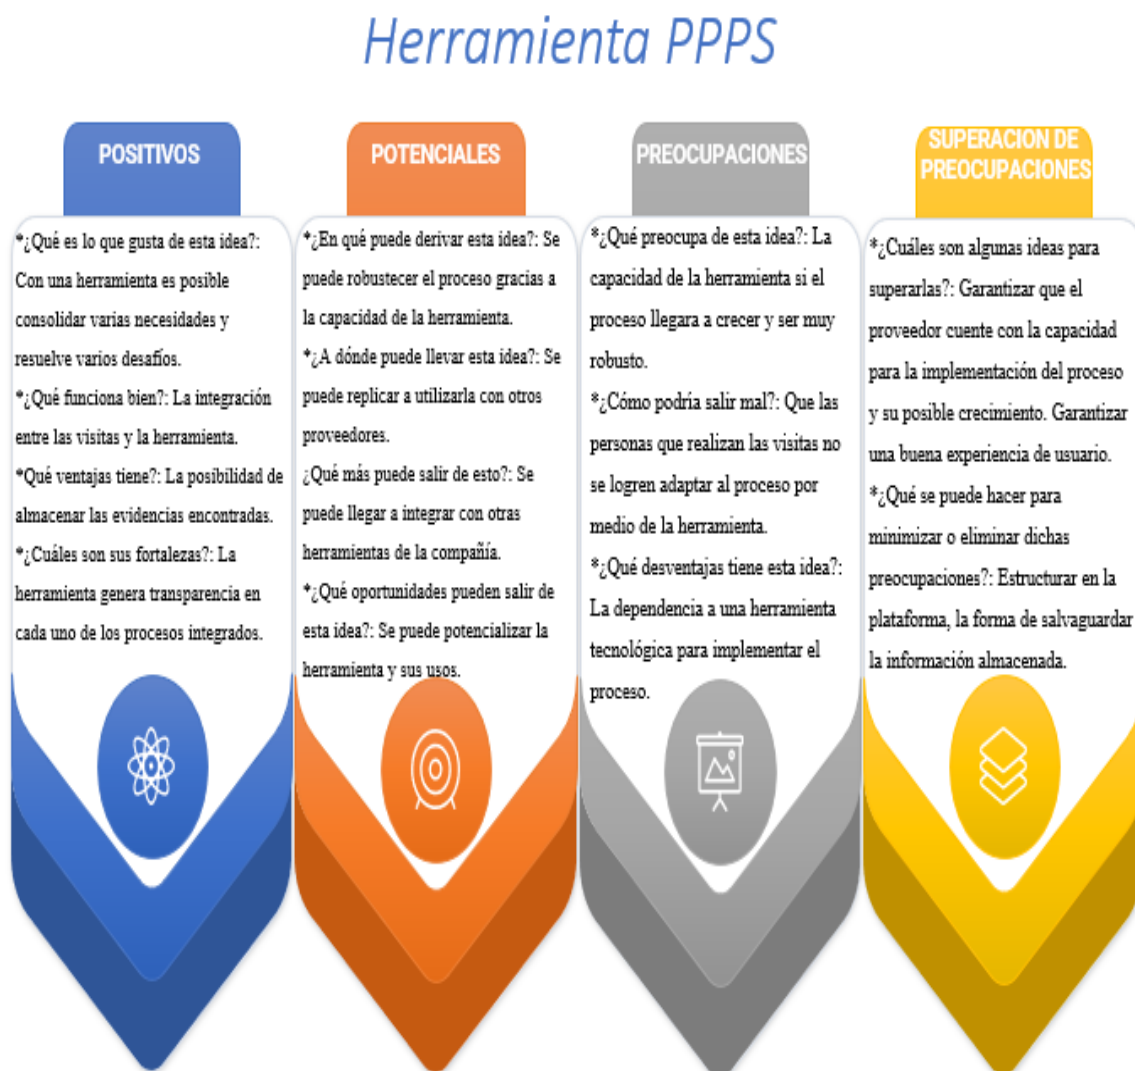 Herramienta PPPS
POSITIVOS
*¿Qué es lo que gusta de esta idea?:
Con una herramienta es posible
consolidar varias necesidades y
resuelve varios desafíos.
*¿Qué funciona bien?: La integración
entre las visitas y la herramienta.
*Qué ventajas tiene?: La posibilidad de
almacenar las evidencias encontradas.
*¿Cuáles son sus fortalezas?: La
herramienta genera transparencia en
cada uno de los procesos integrados.
POTENCIALES
*¿En qué puede derivar esta idea?: Se
puede robustecer el proceso gracias a
la capacidad de la herramienta.
*¿A dónde puede llevar esta idea?: Se
puede replicar a utilizarla con otros
proveedores.
¿Qué más puede salir de esto?: Se
puede llegar a integrar con otras
herramientas de la compañía.
*¿Qué oportunidades pueden salir de
esta idea?: Se puede potencializar la
herramienta y sus usos.
PREOCUPACIONES
*¿Qué preocupa de esta idea?: La
capacidad de la herramienta si el
proceso llegara a crecer y ser muy
robusto.
*¿Cómo podría salir mal?: Que las
personas que realizan las visitas no
se logren adaptar al proceso por
medio de la herramienta.
*¿Qué desventajas tiene esta idea?:
La dependencia a una herramienta
tecnológica para implementar el
proceso.
SUPERACION DE
PREOCUPACIONES
*¿Cuáles son algunas ideas para
superarlas?: Garantizar que el
proveedor cuente con la capacidad
para la implementación del proceso
y su posible crecimiento. Garantizar
una buena experiencia de usuario.
*¿Qué se puede hacer para
minimizar o eliminar dichas
preocupaciones?: Estructurar en la
plataforma, la forma de salvaguardar
la información almacenada.